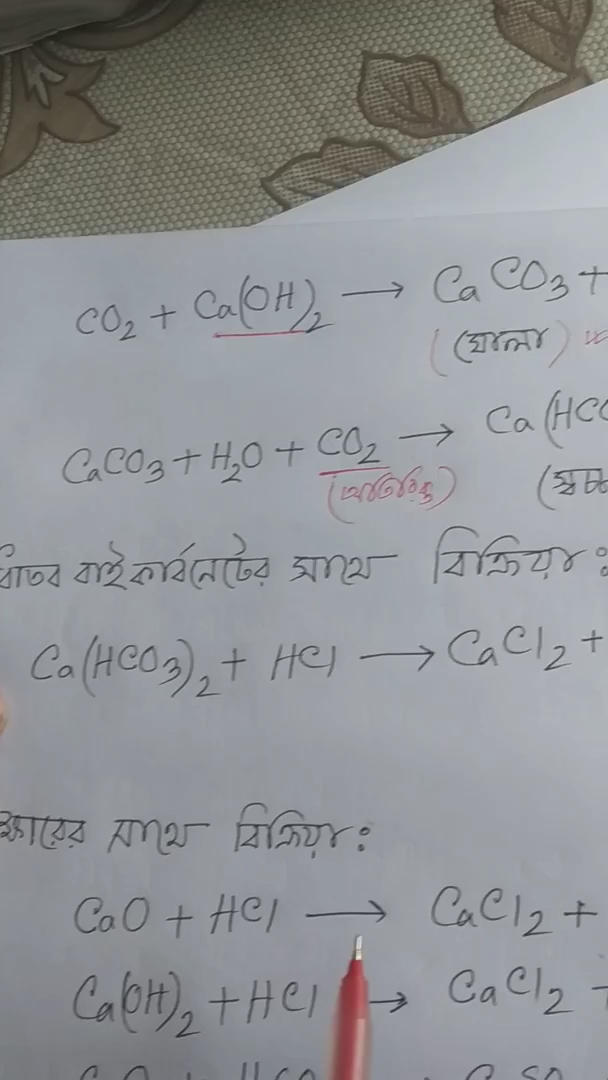 CO₂ + Ca(OH)₂ → CaCO₃ +
(ঘোলা)
CaCO₃ + H₂O + CO₂ → Ca(HCO
(অতিরিক্ত)
বাইকার্বনেটের সাথে বিক্রিয়া:
Ca(HCO₃)₂ + HCl → CaCl₂ +
ক্ষারের সাথে বিক্রিয়া:
CaO + HCl → CaCl₂ +
Ca(OH)₂ + HCl → CaCl₂ +